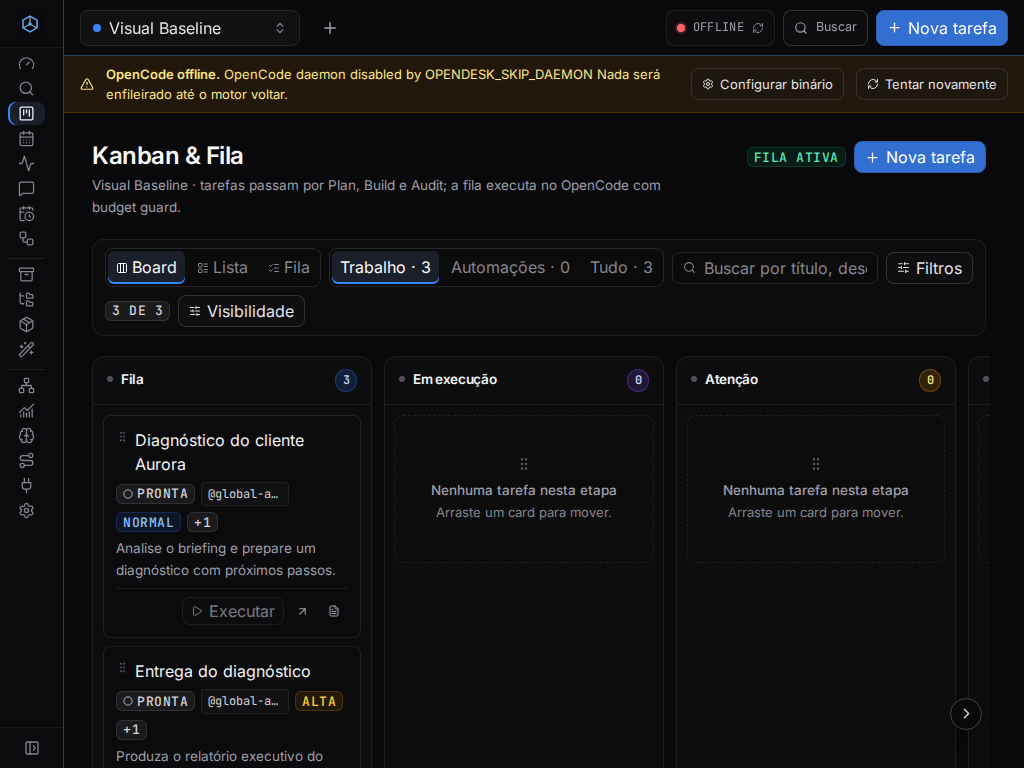 Visual Baseline
OFFLINE
Buscar
Nova tarefa
OpenCode offline. OpenCode daemon disabled by OPENDESK_SKIP_DAEMON Nada será
enfileirado até o motor voltar.
Configurar binário
Tentar novamente
Kanban & Fila
Visual Baseline · tarefas passam por Plan, Build e Audit; a fila executa no OpenCode com
budget guard.
FILA ATIVA
Nova tarefa
Board
Lista
Fila
Trabalho · 3
Automações · 0
Tudo · 3
Buscar por título, desc
Filtros
3 DE 3
Visibilidade
Fila
3
Em execução
0
Atenção
0
Diagnóstico do cliente
Aurora
PRONTA
@global-a…
NORMAL
+1
Analise o briefing e prepare um
diagnóstico com próximos passos.
Executar
Nenhuma tarefa nesta etapa
Arraste um card para mover.
Nenhuma tarefa nesta etapa
Arraste um card para mover.
Entrega do diagnóstico
PRONTA
@global-a…
ALTA
+1
Produza o relatório executivo do